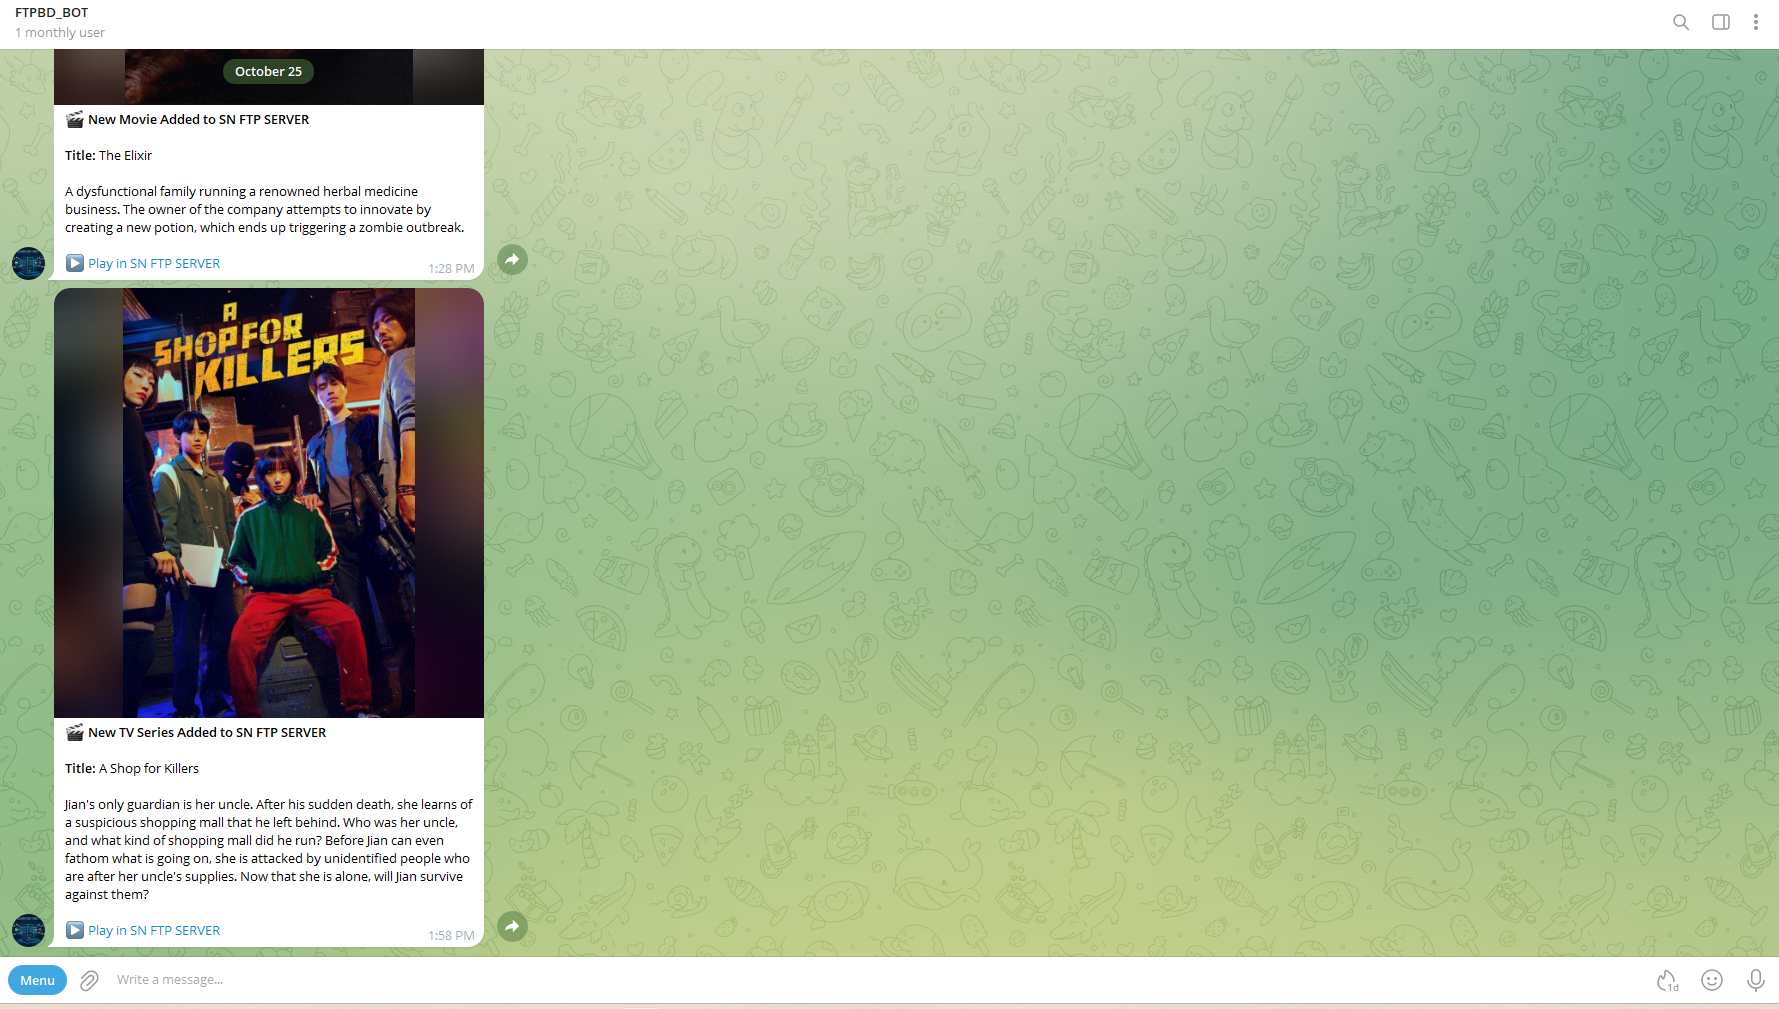 FTPBD_BOT
1 monthly user
October 25
New Movie Added to SN FTP SERVER
Title: The Elixir
A dysfunctional family running a renowned herbal medicine
business. The owner of the company attempts to innovate by
creating a new potion, which ends up triggering a zombie outbreak.
Play in SN FTP SERVER
1:28 PM
A
SHOP FOR
KILLERS
New TV Series Added to SN FTP SERVER
Title: A Shop for Killers
Jian's only guardian is her uncle. After his sudden death, she learns of
a suspicious shopping mall that he left behind. Who was her uncle,
and what kind of shopping mall did he run? Before Jian can even
fathom what is going on, she is attacked by unidentified people who
are after her uncle's supplies. Now that she is alone, will Jian survive
against them?
Play in SN FTP SERVER
1:58 PM
Menu
Write a message...
1d